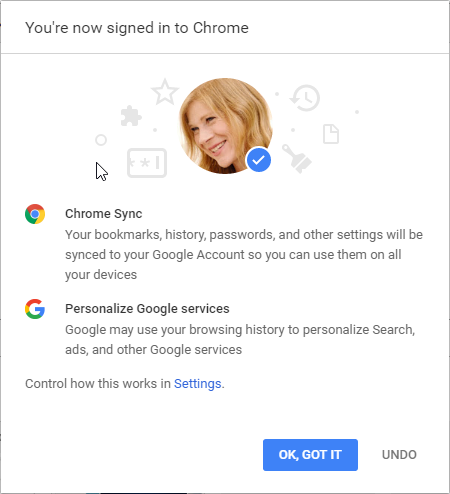 You're now signed in to Chrome
**
Chrome Sync
Your bookmarks, history, passwords, and other settings will be
synced to your Google Account so you can use them on all
your devices
Personalize Google services
Google may use your browsing history to personalize Search,
ads, and other Google services
Control how this works in Settings.
OK, GOT IT
UNDO